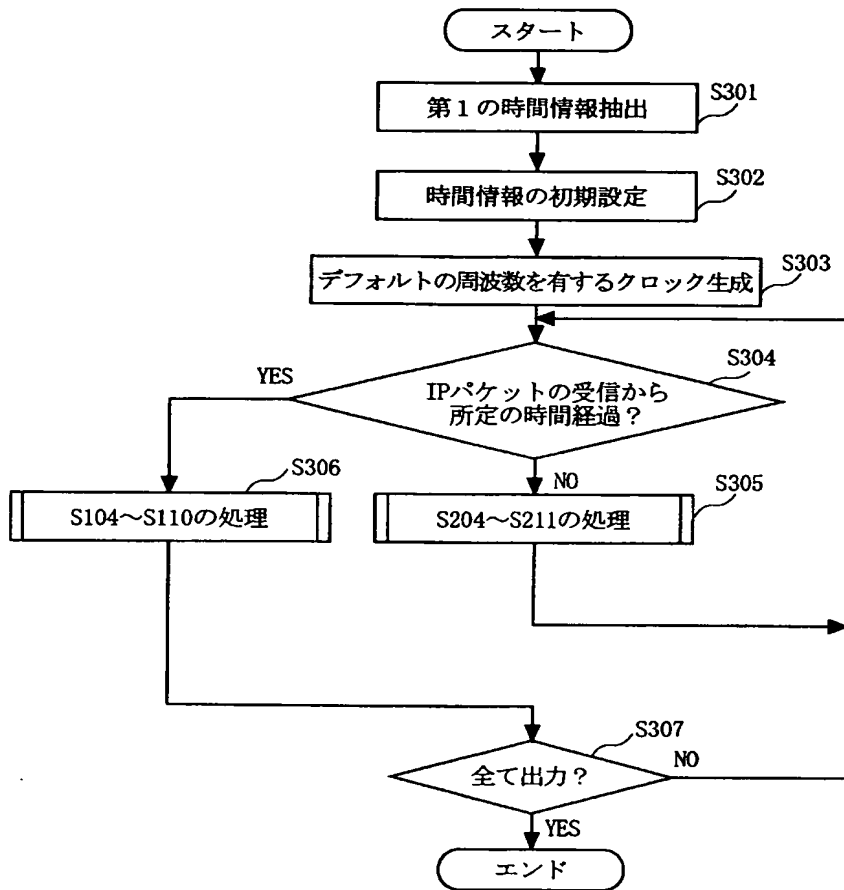 スタート
S301
第1の時間情報抽出
S302
時間情報の初期設定
S303
デフォルトの周波数を有するクロック生成
S304
YES
IPパケットの受信から
所定の時間経過？
NO
S306
S104〜S110の処理
S305
S204〜S211の処理
S307
全て出力？
NO
YES
エンド